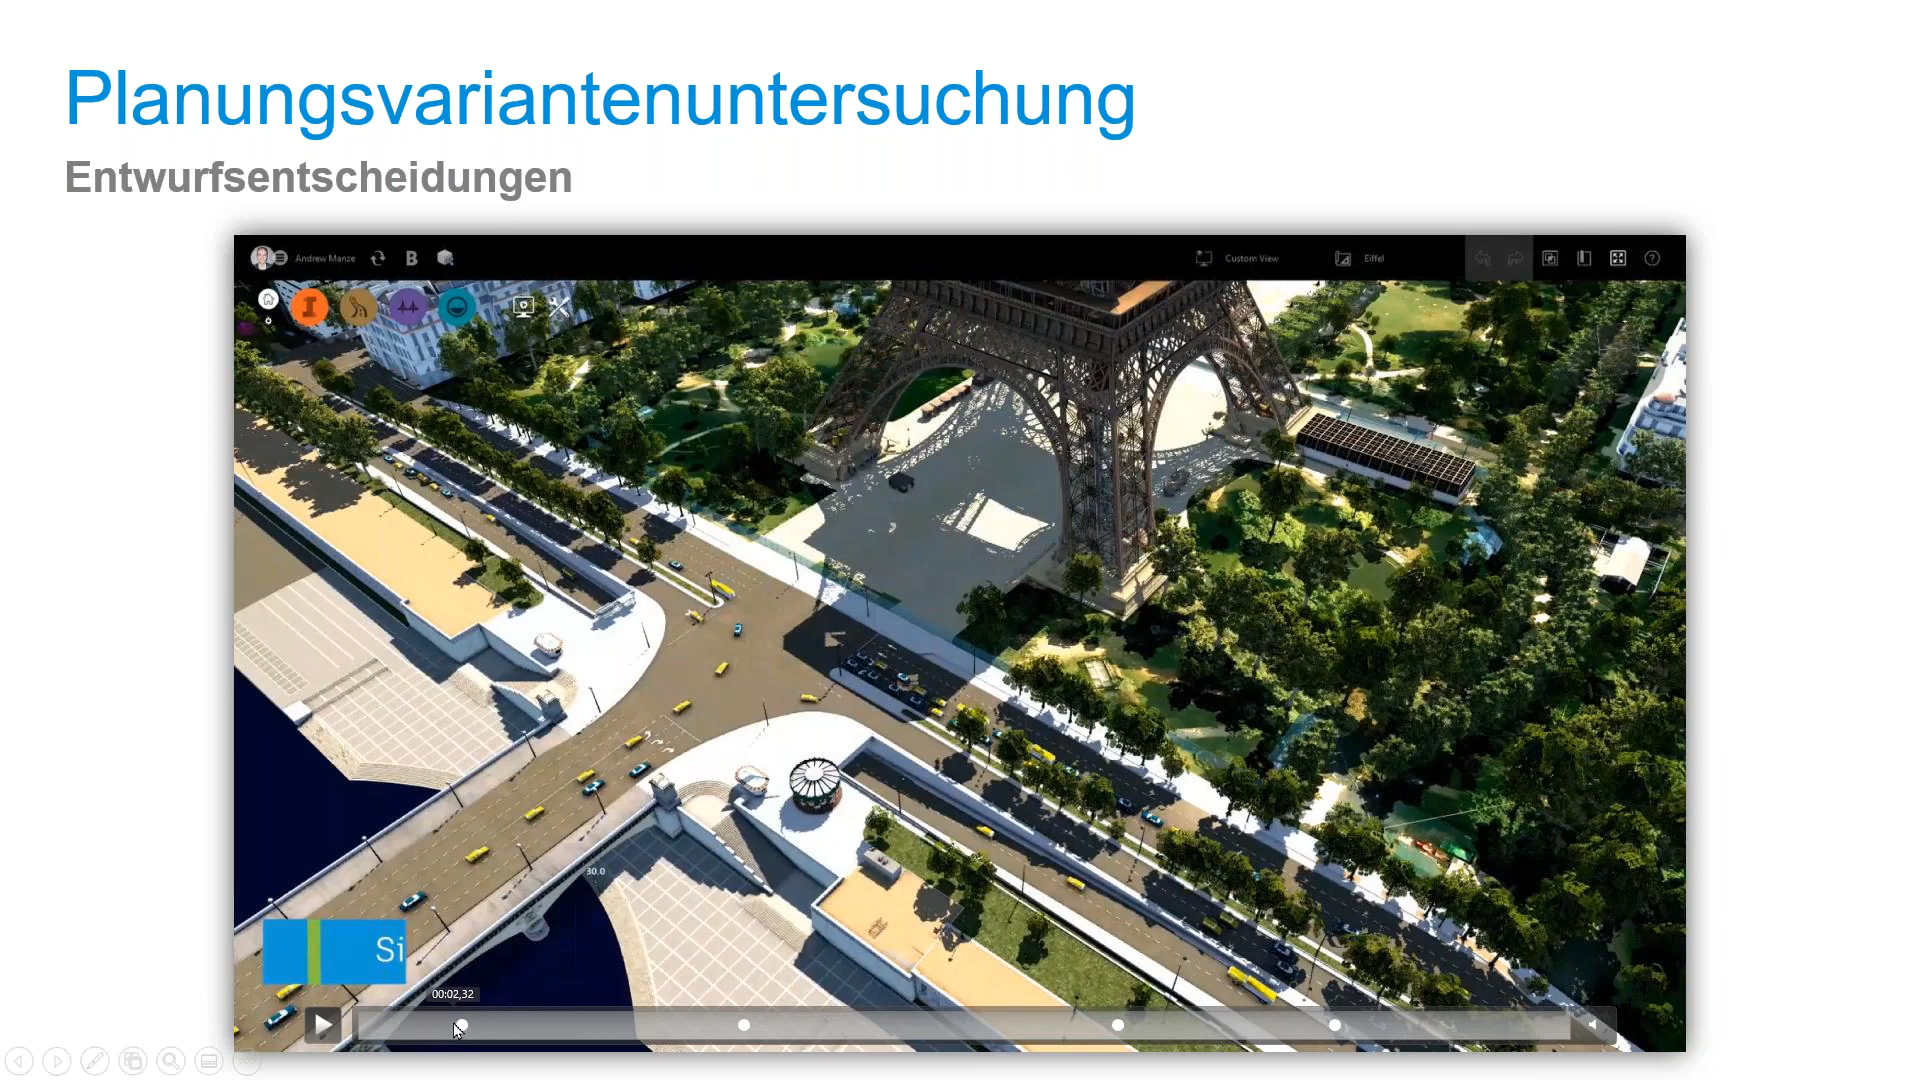 Planungsvariantenuntersuchung
Entwurfsentscheidungen
Andrew Manze
Custom View
Eiffel
30.0
Si
00:02,32